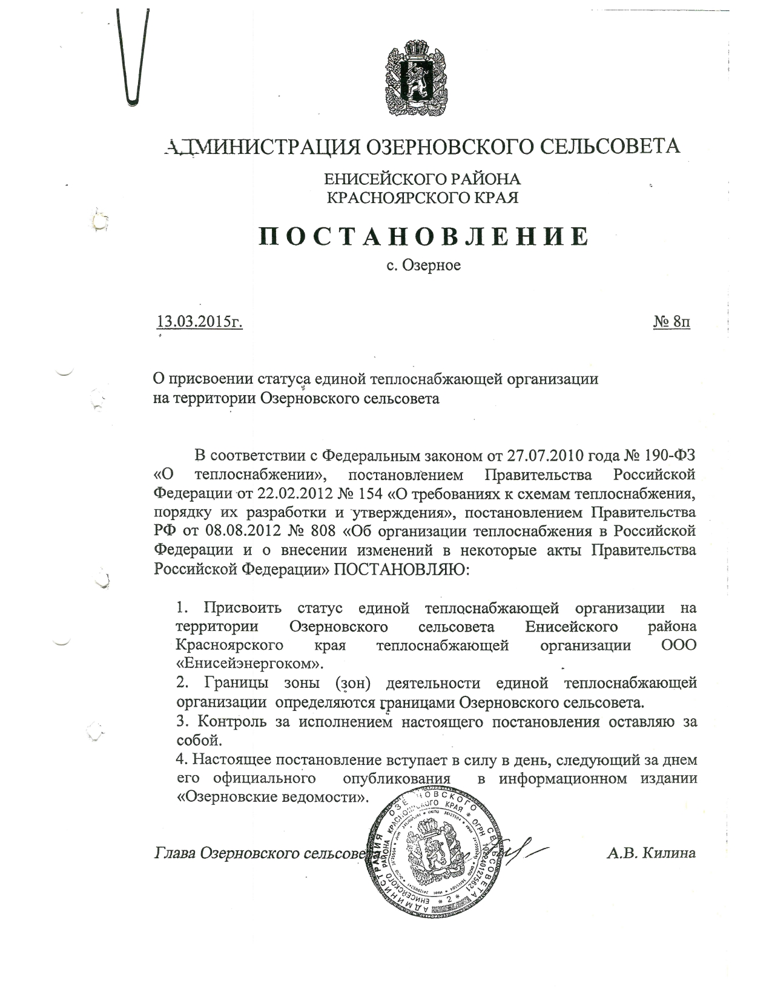 АДМИНИСТРАЦИЯ ОЗЕРНОВСКОГО СЕЛЬСОВЕТА
ЕНИСЕЙСКОГО РАЙОНА
КРАСНОЯРСКОГО КРАЯ
ПОСТАНОВЛЕНИЕ
с. Озерное
13.03.2015г. № 8п
О присвоении статуса единой теплоснабжающей организации
на территории Озерновского сельсовета
В соответствии с Федеральным законом от 27.07.2010 года № 190-ФЗ
«О теплоснабжении», постановлением Правительства Российской
Федерации от 22.02.2012 № 154 «О требованиях к схемам теплоснабжения,
порядку их разработки и утверждения», постановлением Правительства
РФ от 08.08.2012 № 808 «Об организации теплоснабжения в Российской
Федерации и о внесении изменений в некоторые акты Правительства
Российской Федерации» ПОСТАНОВЛЯЮ:
1. Присвоить статус единой теплоснабжающей организации на
территории Озерновского сельсовета Енисейского района
Красноярского края теплоснабжающей организации ООО
«Енисейэнергоком».
2. Границы зоны (зон) деятельности единой теплоснабжающей
организации определяются границами Озерновского сельсовета.
3. Контроль за исполнением настоящего постановления оставляю за
собой.
4. Настоящее постановление вступает в силу в день, следующий за днем
его официального опубликования в информационном издании
«Озерновские ведомости».
Глава Озерновского сельсове А.В. Килина
АДМИНИСТРАЦИЯ ОЗЕРНОВСКОГО СЕЛЬСОВЕТА
ЕНИСЕЙСКОГО РАЙОНА КРАСНОЯРСКОГО КРАЯ * ОГРН 1022401275621 * 2 *